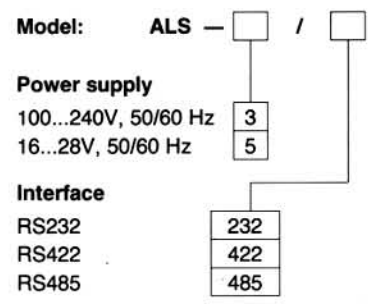 Model: ALS — /
Power supply
100...240V, 50/60 Hz 3
16...28V, 50/60 Hz 5
Interface
RS232 232
RS422 422
RS485 485